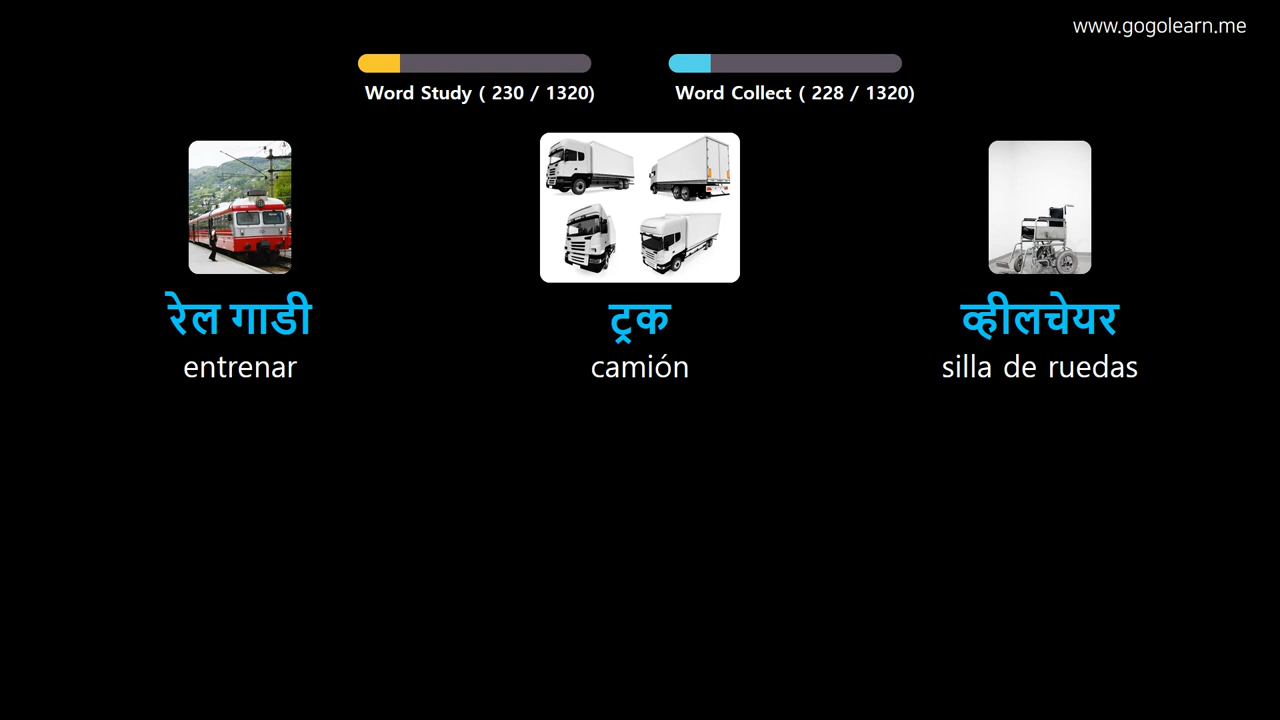 www.gogolearn.me
Word Study ( 230 / 1320)
Word Collect ( 228 / 1320)
रेल गाडी
ट्रक
व्हीलचेयर
entrenar
camión
silla de ruedas